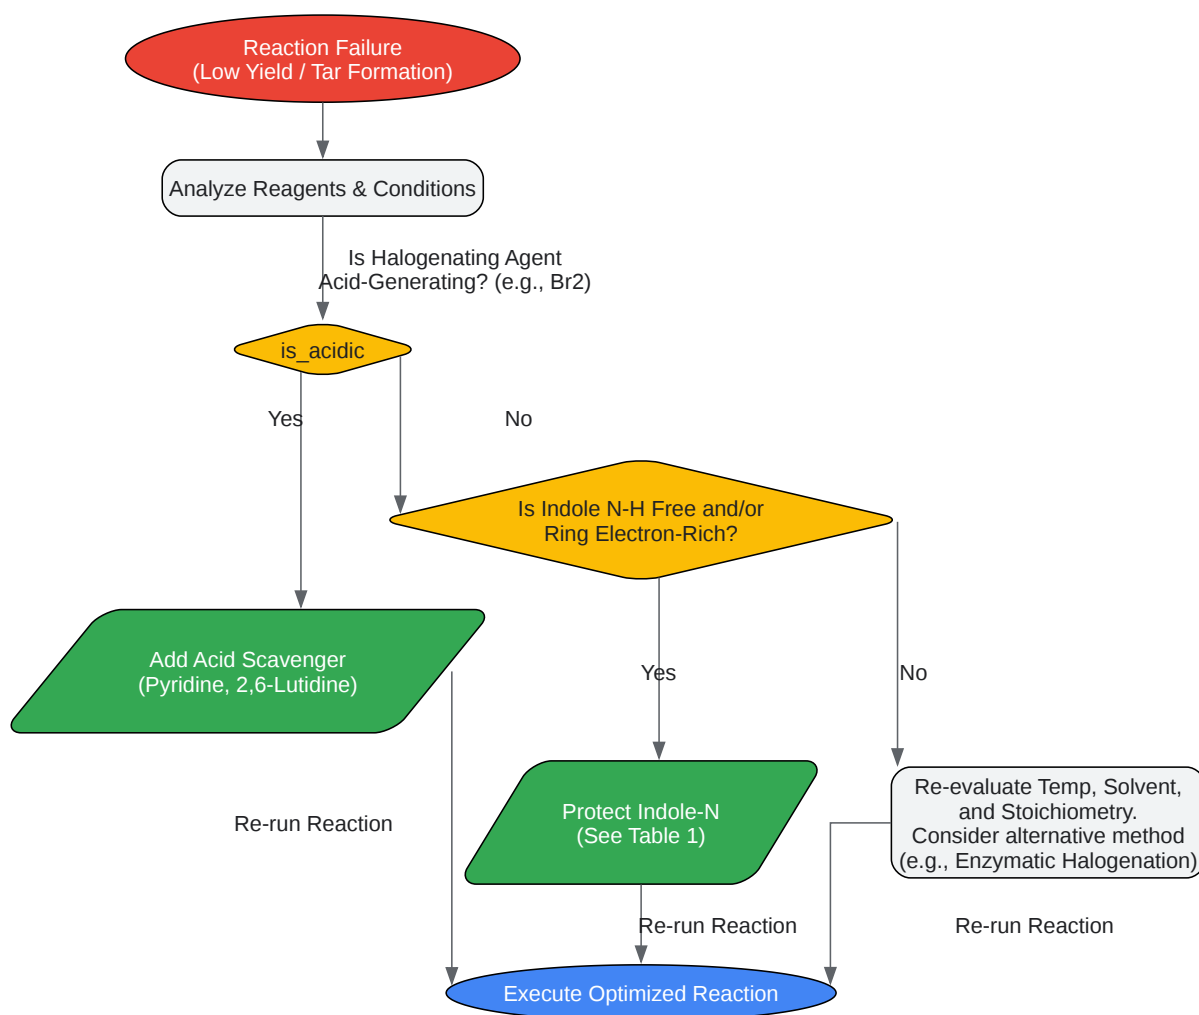 Reaction Failure
(Low Yield / Tar Formation)
Analyze Reagents & Conditions
Is Halogenating Agent
Acid-Generating? (e.g., Br2)
is_acidic
Yes
No
Is Indole N-H Free and/or
Ring Electron-Rich?
Add Acid Scavenger
(Pyridine, 2,6-Lutidine)
Yes
No
Protect Indole-N
(See Table 1)
Re-evaluate Temp, Solvent,
and Stoichiometry.
Consider alternative method
(e.g., Enzymatic Halogenation)
Re-run Reaction
Re-run Reaction
Re-run Reaction
Execute Optimized Reaction